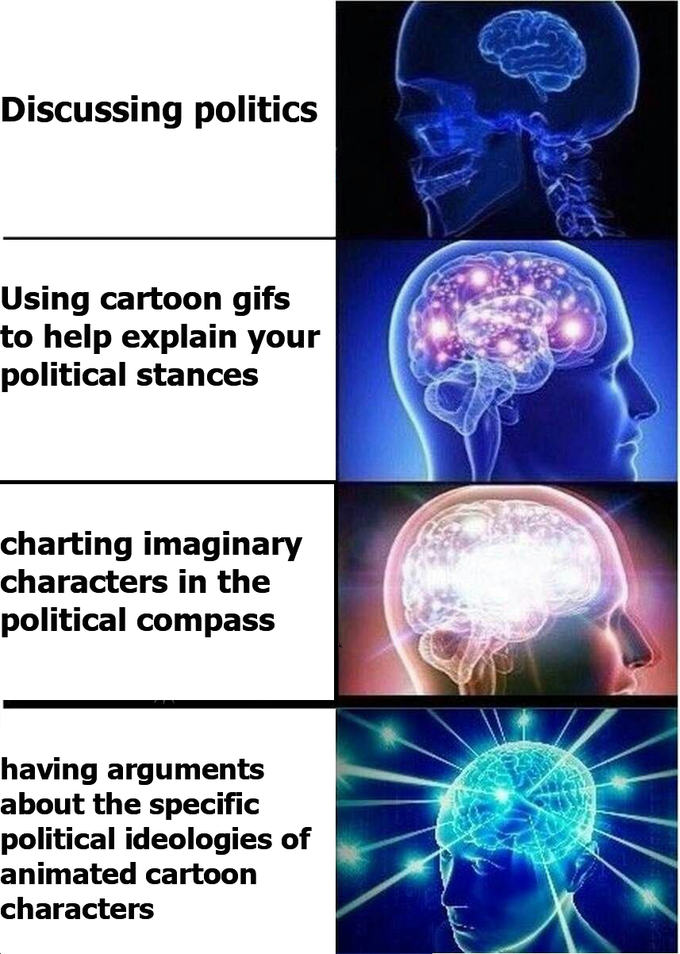 Discussing politics
Using cartoon gifs
to help explain your
political stances
charting imaginary
characters in the
political compass
having arguments
about the specific
political ideologies of
animated cartoon
characters